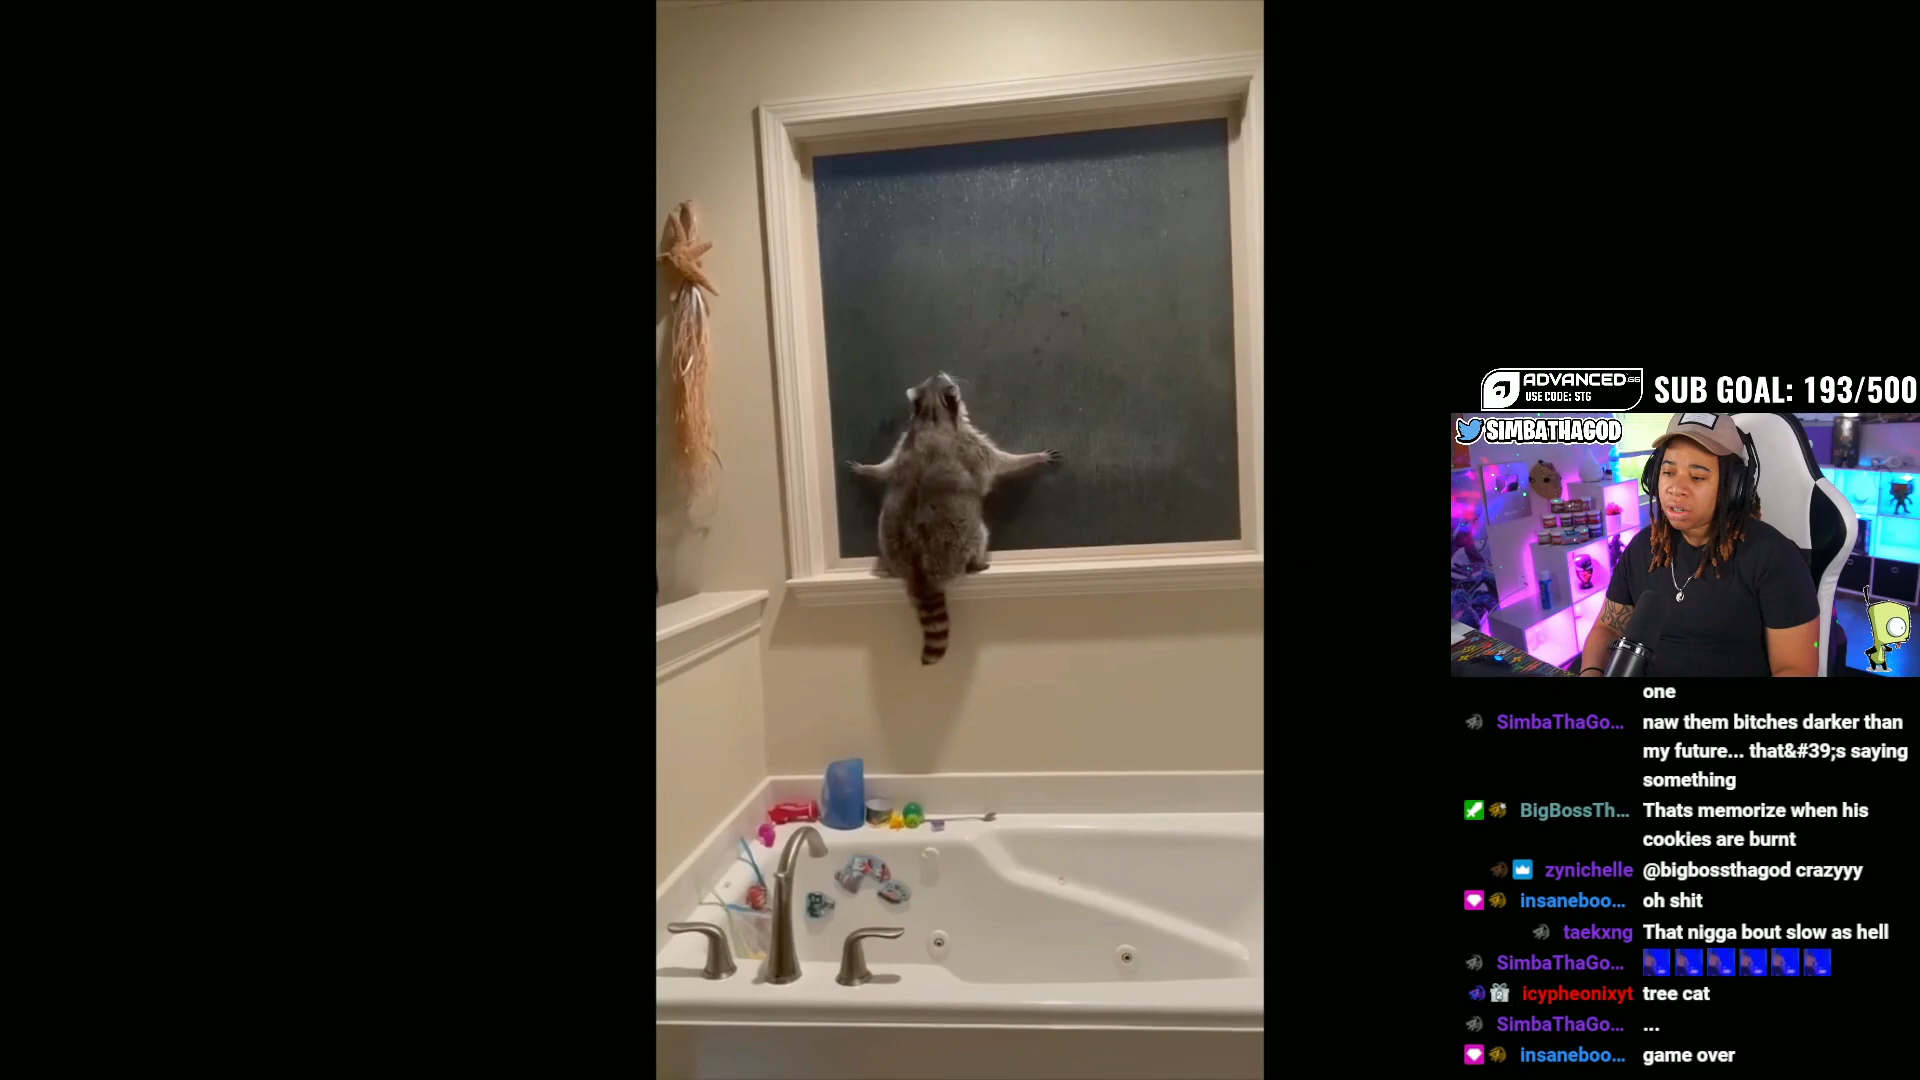 ADVANCED GG
USE CODE: STG
SUB GOAL: 193/500
SIMBATHAGOD
one
SimbaThaGo... naw them bitches darker than
my future... that&#39;s saying
something
BigBossTh... Thats memorize when his
cookies are burnt
zynichelle @bigbossthagod crazyyy
insaneboo... oh shit
taekxng That nigga bout slow as hell
SimbaThaGo...
icypheonixyt tree cat
SimbaThaGo... ...
insaneboo... game over